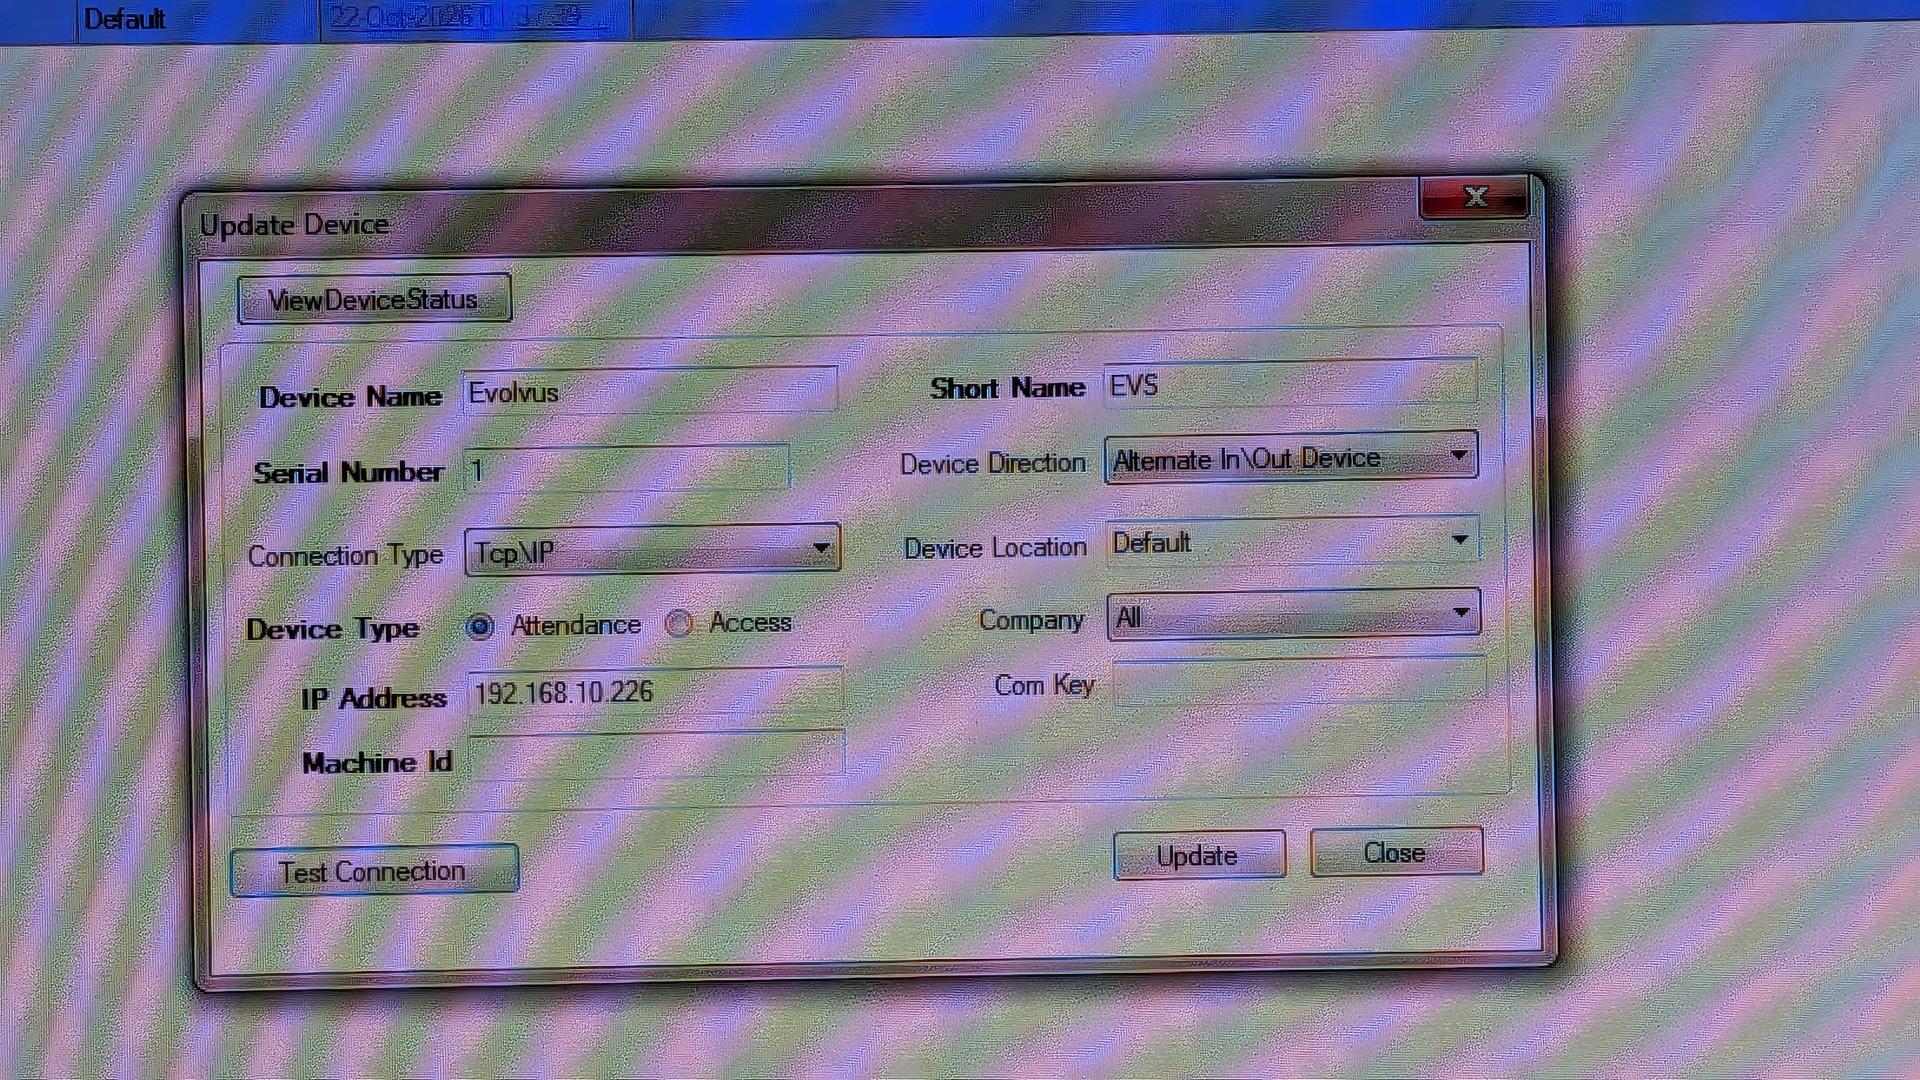 Default
Update Device
X
ViewDeviceStatus
Device Name Evolvus Short Name EVS
Serial Number 1 Device Direction Alternate In\Out Device
Connection Type Tcp\IP Device Location Default
Device Type Attendance Access Company All
IP Address 192.168.10.226 Com Key
Machine Id
Test Connection Update Close